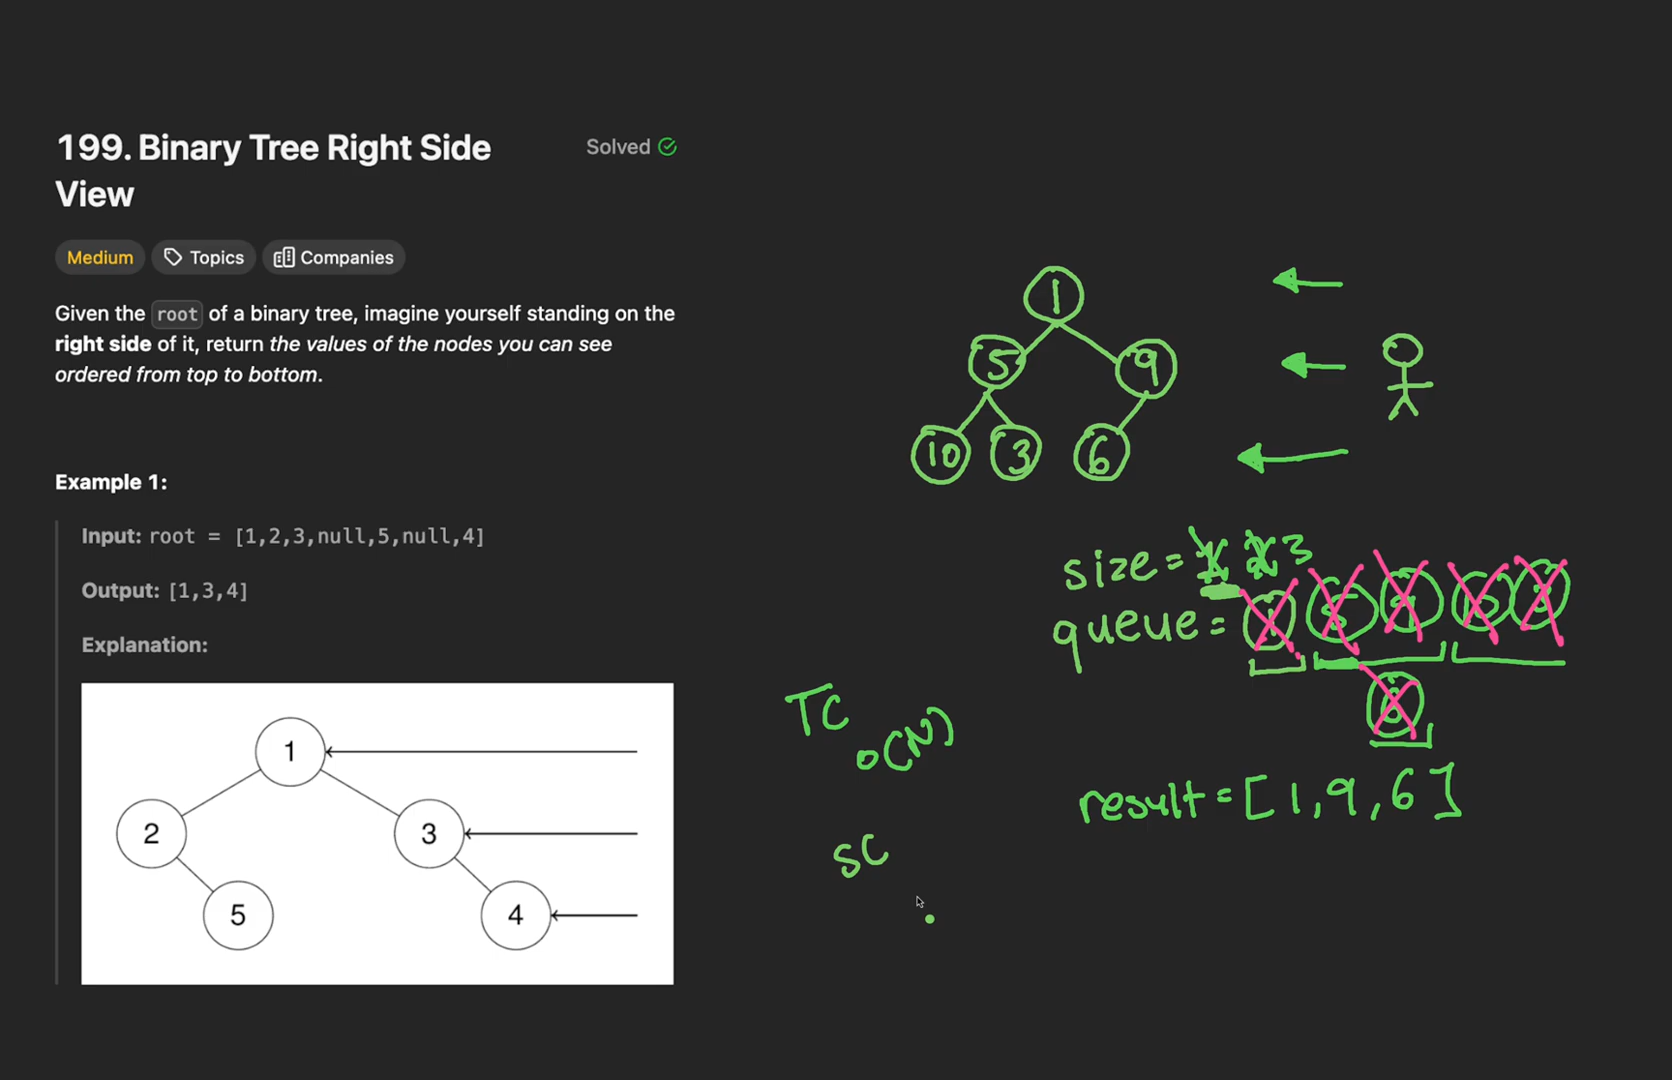 199. Binary Tree Right Side
View
Solved
Medium
Topics
Companies
Given the root of a binary tree, imagine yourself standing on the
right side of it, return the values of the nodes you can see
ordered from top to bottom.
Example 1:
Input: root = [1,2,3,null,5,null,4]
Output: [1,3,4]
Explanation:
1
2
3
5
4
1
5
9
10
3
6
size = 3
queue =
TC
O(N)
SC
result = [1,9,6]